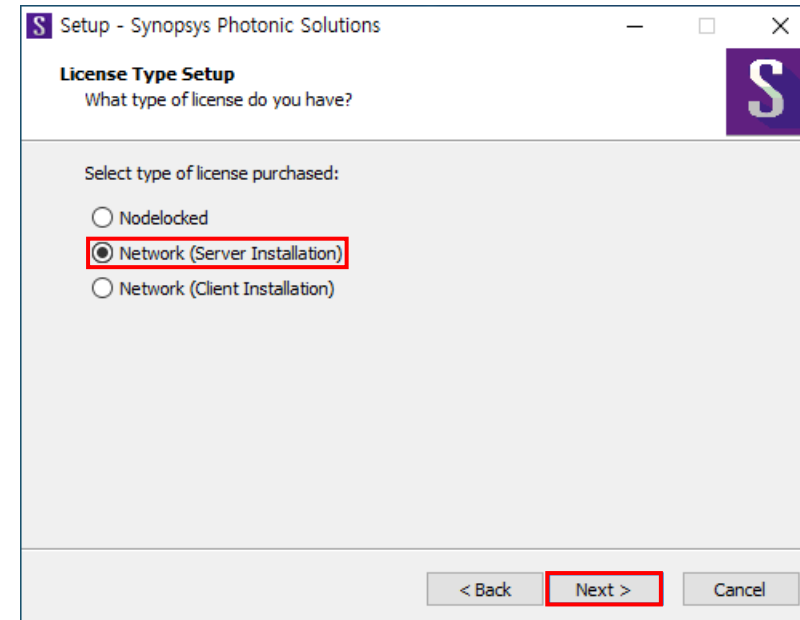 S Setup - Synopsys Photonic Solutions
License Type Setup
What type of license do you have?
S
Select type of license purchased:
Nodelocked
Network (Server Installation)
Network (Client Installation)
< Back Next > Cancel